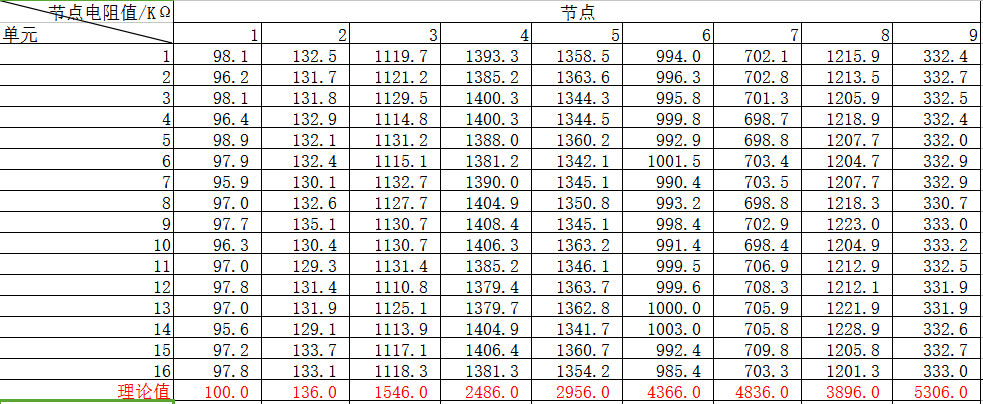 节点电阻值/KΩ 节点
单元 1 2 3 4 5 6 7 8 9
1 98.1 132.5 1119.7 1393.3 1358.5 994.0 702.1 1215.9 332.4
2 96.2 131.7 1121.2 1385.2 1363.6 996.3 702.8 1213.5 332.7
3 98.1 131.8 1129.5 1400.3 1344.3 995.8 701.3 1205.9 332.5
4 96.4 132.9 1114.8 1400.3 1344.5 999.8 698.7 1218.9 332.4
5 98.9 132.1 1131.2 1388.0 1360.2 992.9 698.8 1207.7 332.0
6 97.9 132.4 1115.1 1381.2 1342.1 1001.5 703.4 1204.7 332.9
7 95.9 130.1 1132.7 1390.0 1345.1 990.4 703.5 1207.7 332.9
8 97.0 132.6 1127.7 1404.9 1350.8 993.2 698.8 1218.3 330.7
9 97.7 135.1 1130.7 1408.4 1345.1 998.4 702.9 1223.0 333.0
10 96.3 130.4 1130.7 1406.3 1363.2 991.4 698.4 1204.9 333.2
11 97.0 129.3 1131.4 1385.2 1346.1 999.5 706.9 1212.9 332.5
12 97.8 131.4 1110.8 1379.4 1363.7 999.6 708.3 1212.1 331.9
13 97.0 131.9 1125.1 1379.7 1362.8 1000.0 705.9 1221.9 331.9
14 95.6 129.1 1113.9 1404.9 1341.7 1003.0 705.8 1228.9 332.6
15 97.2 133.7 1117.1 1406.4 1360.7 992.4 709.8 1205.8 332.7
16 97.8 133.1 1118.3 1381.3 1354.2 985.4 703.3 1201.3 333.0
理论值 100.0 136.0 1546.0 2486.0 2956.0 4366.0 4836.0 3896.0 5306.0